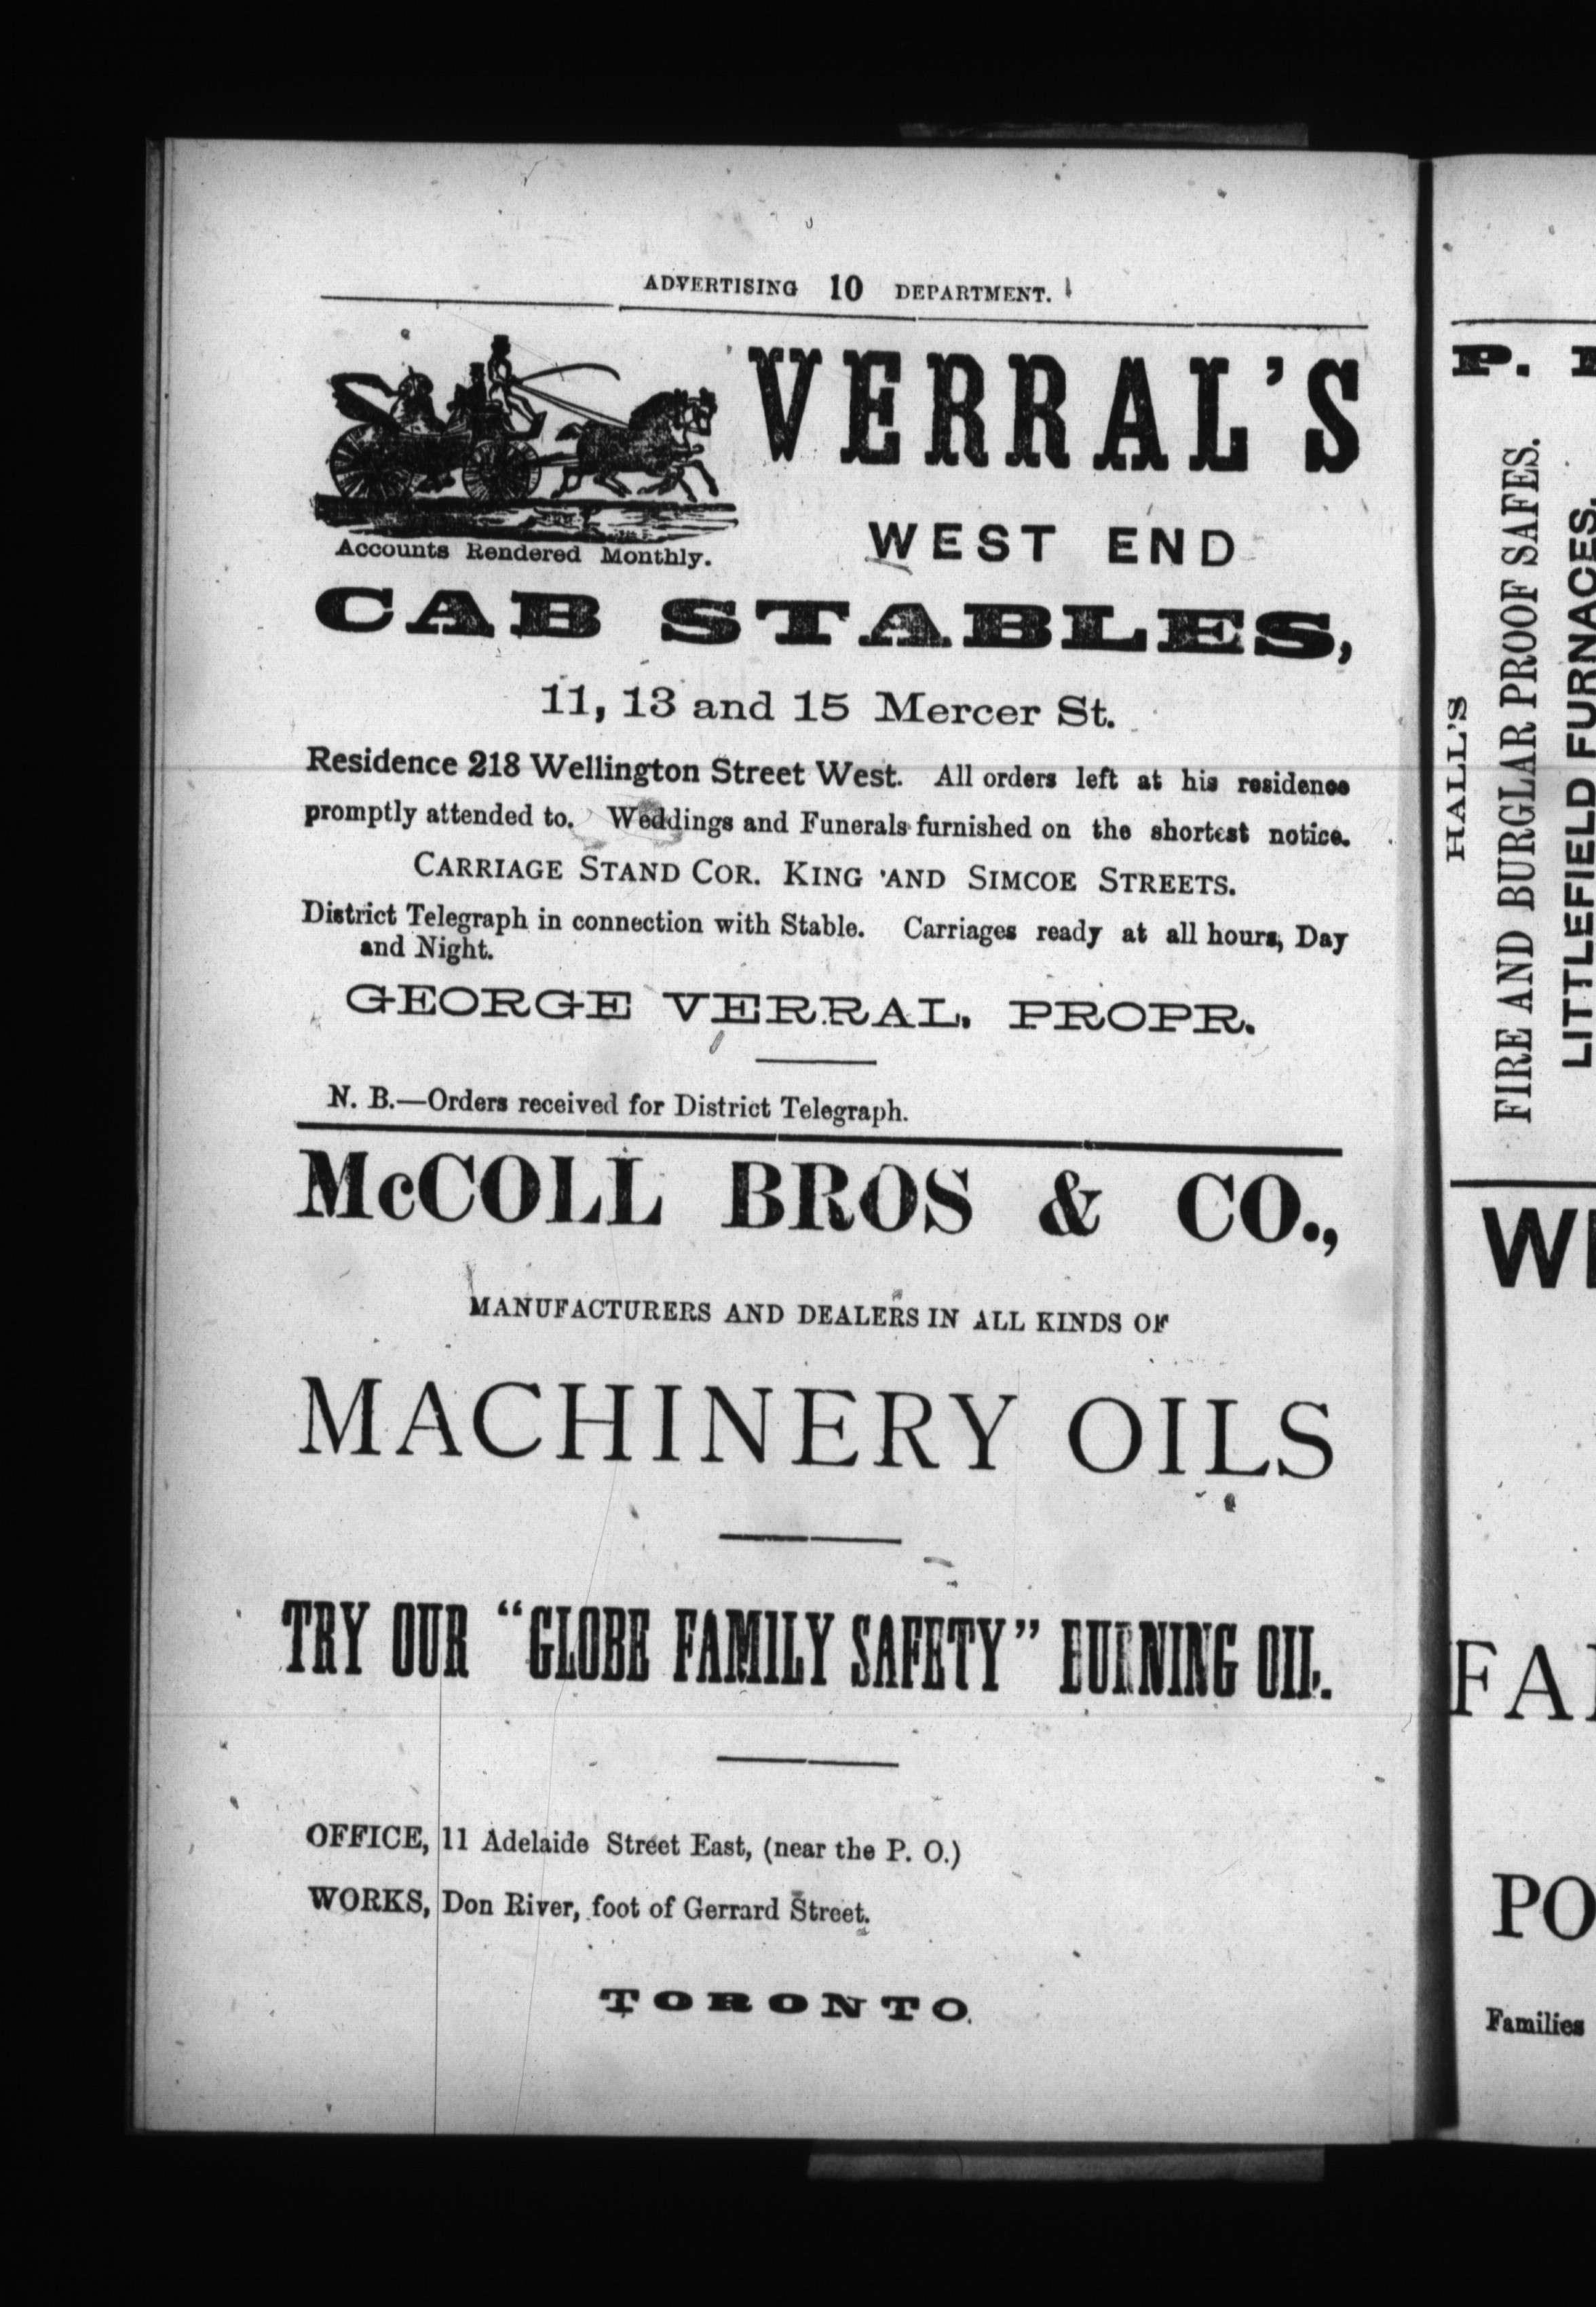 ADVERTISING 10 DEPARTMENT.
VERRAL'S
Accounts Rendered Monthly.
WEST END
CAB STABLES,
11, 13 and 15 Mercer St.
Residence 218 Wellington Street West. All orders left at his residence
promptly attended to. Weddings and Funerals furnished on the shortest notice.
CARRIAGE STAND COR. KING AND SIMCOE STREETS.
District Telegraph in connection with Stable. Carriages ready at all hours, Day
and Night.
GEORGE VERRAL, PROPR.
N. B.—Orders received for District Telegraph.
McCOLL BROS & CO.,
MANUFACTURERS AND DEALERS IN ALL KINDS OF
MACHINERY OILS
TRY OUR "GLOBE FAMILY SAFETY" BURNING OIL.
OFFICE, 11 Adelaide Street East, (near the P. O.)
WORKS, Don River, foot of Gerrard Street.
TORONTO.
P.
HALL'S
FIRE AND BURGLAR PROOF SAFES.
LITTLEFIELD FURNACES.
Families